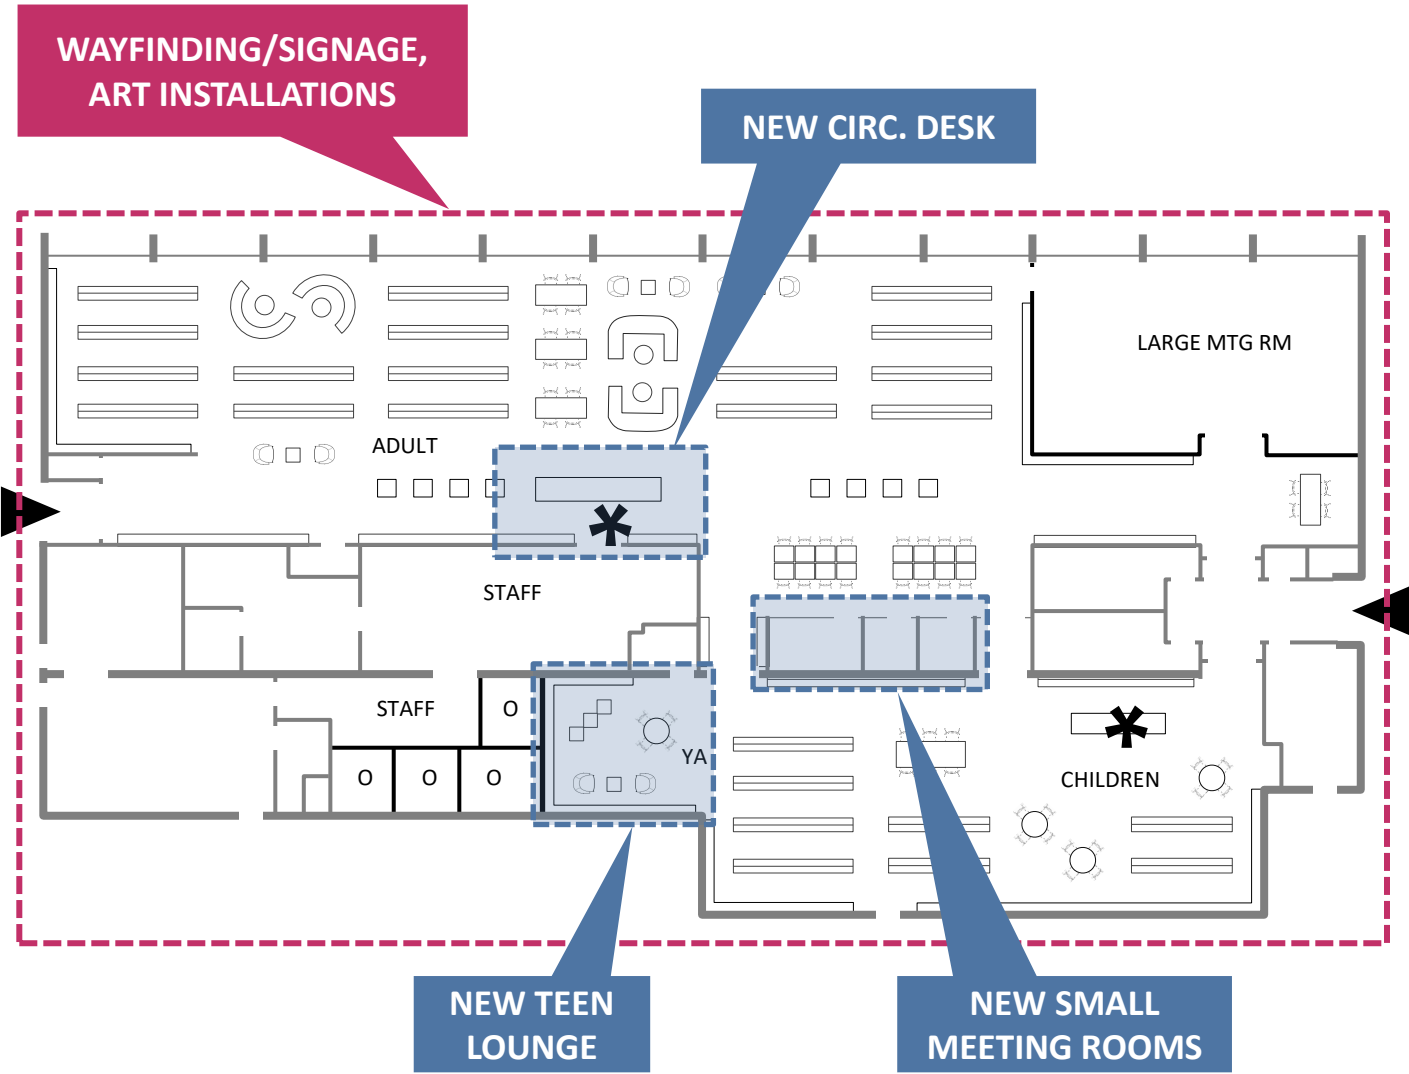 WAYFINDING/SIGNAGE,
ART INSTALLATIONS
NEW CIRC. DESK
LARGE MTG RM
ADULT
STAFF
STAFF
O
YA
O
O
O
CHILDREN
NEW TEEN
LOUNGE
NEW SMALL
MEETING ROOMS